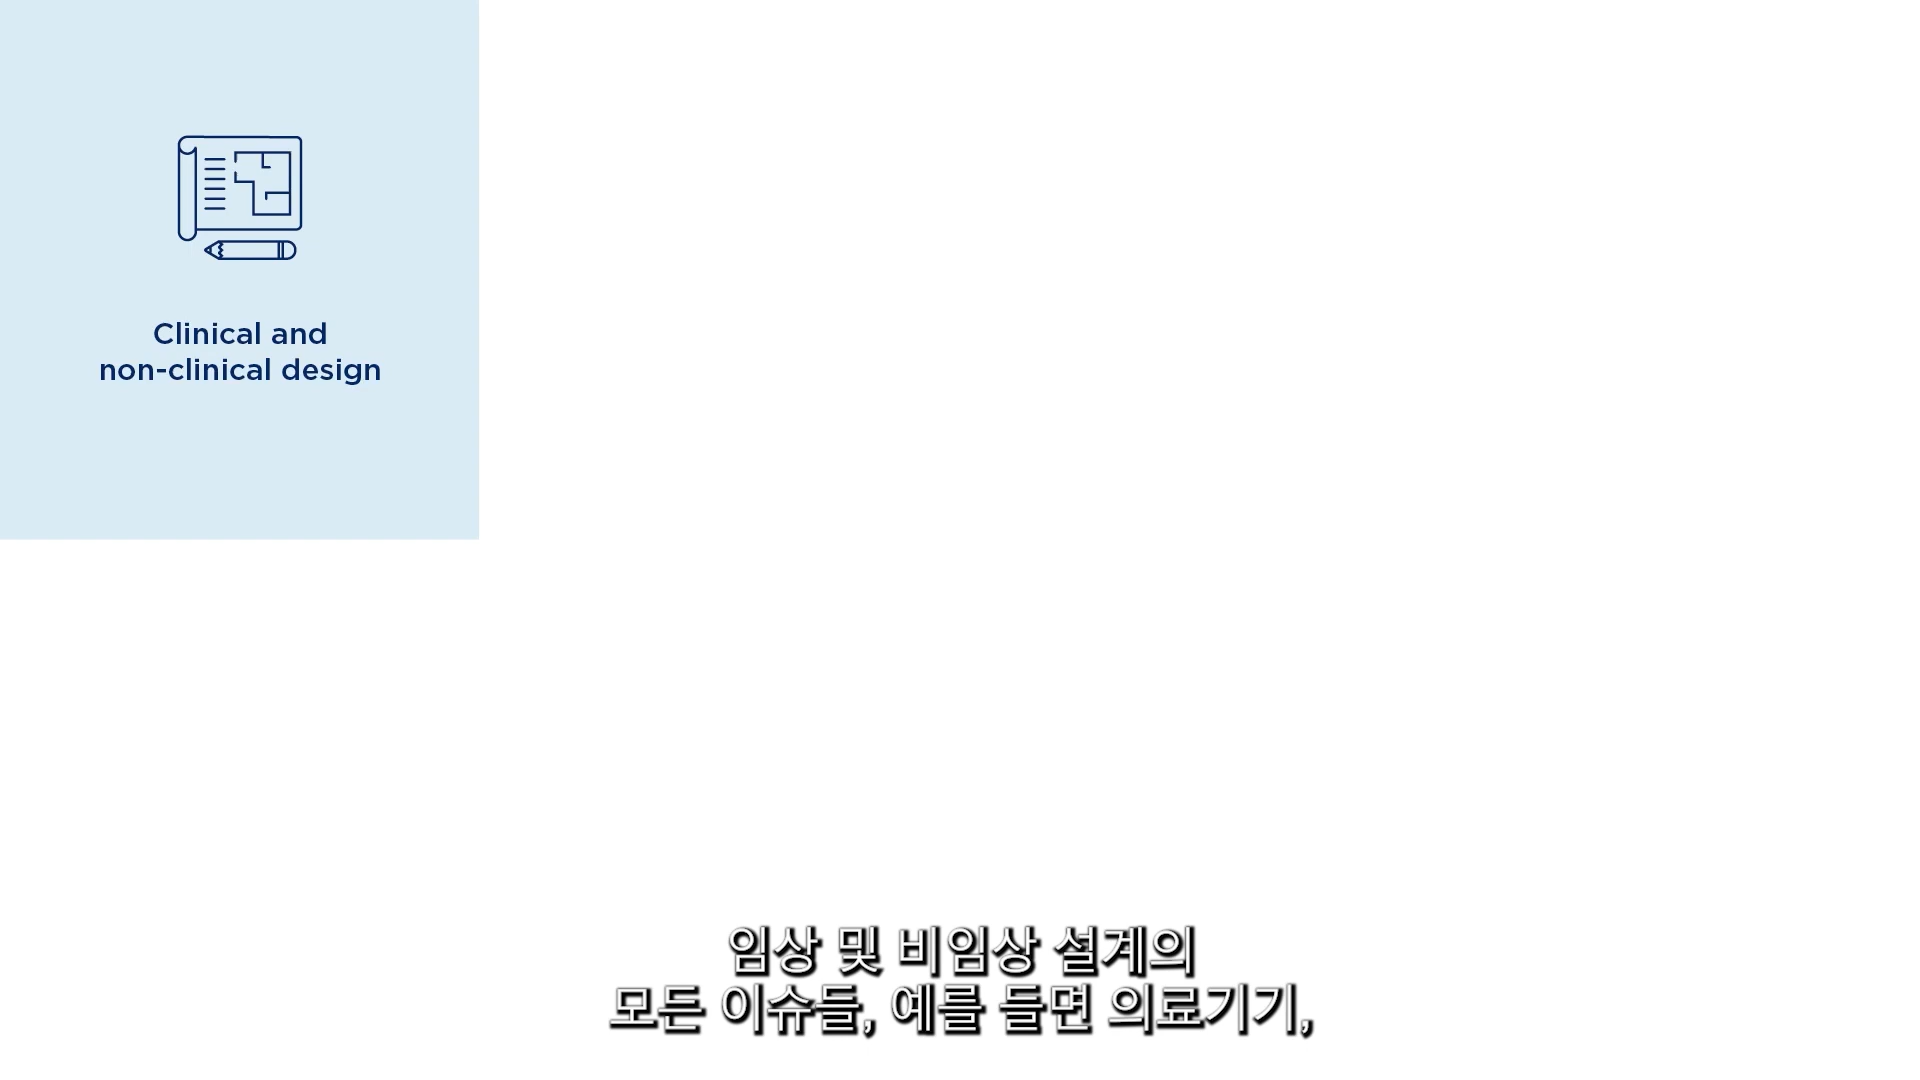 Clinical and
non-clinical design
임상 및 비임상 설계의
모든 이슈들, 예를 들면 의료기기,